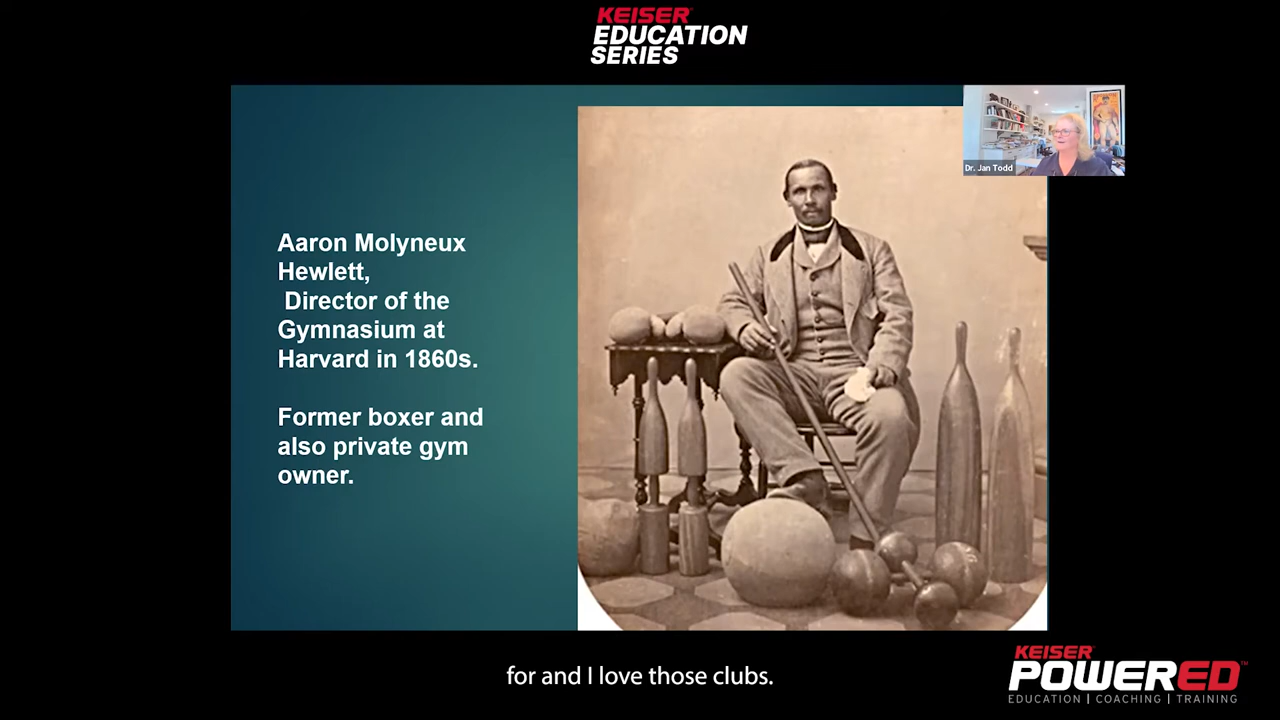 KEISER
EDUCATION
SERIES
Dr. Jan Todd
Aaron Molyneux
Hewlett,
Director of the
Gymnasium at
Harvard in 1860s.
Former boxer and
also private gym
owner.
for and I love those clubs.
KEISER
POWERED™
EDUCATION | COACHING | TRAINING